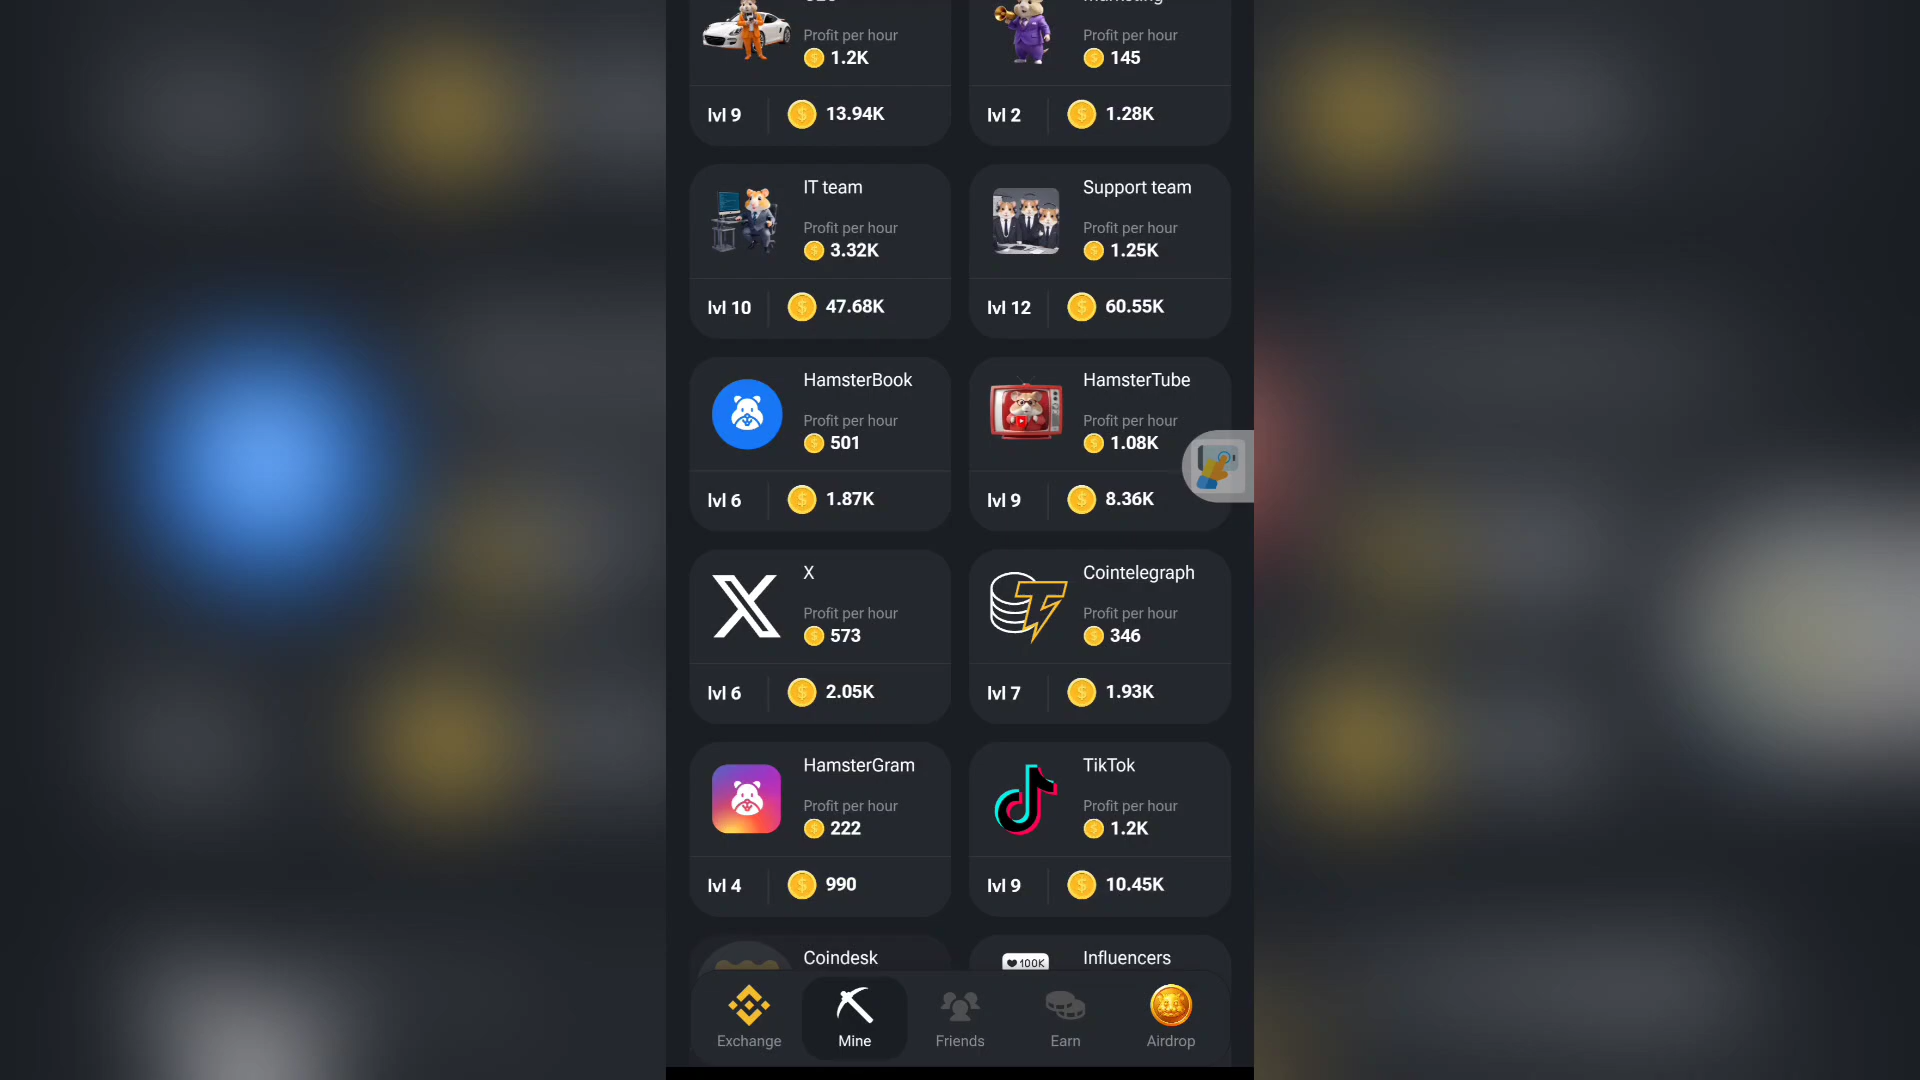 Profit per hour
1.2K
lvl 9
13.94K
Profit per hour
145
lvl 2
1.28K
IT team
Profit per hour
3.32K
lvl 10
47.68K
Support team
Profit per hour
1.25K
lvl 12
60.55K
HamsterBook
Profit per hour
501
lvl 6
1.87K
HamsterTube
Profit per hour
1.08K
lvl 9
8.36K
X
Profit per hour
573
lvl 6
2.05K
Cointelegraph
Profit per hour
346
lvl 7
1.93K
HamsterGram
Profit per hour
222
lvl 4
990
TikTok
Profit per hour
1.2K
lvl 9
10.45K
Coindesk
100K
Influencers
Exchange
Mine
Friends
Earn
Airdrop